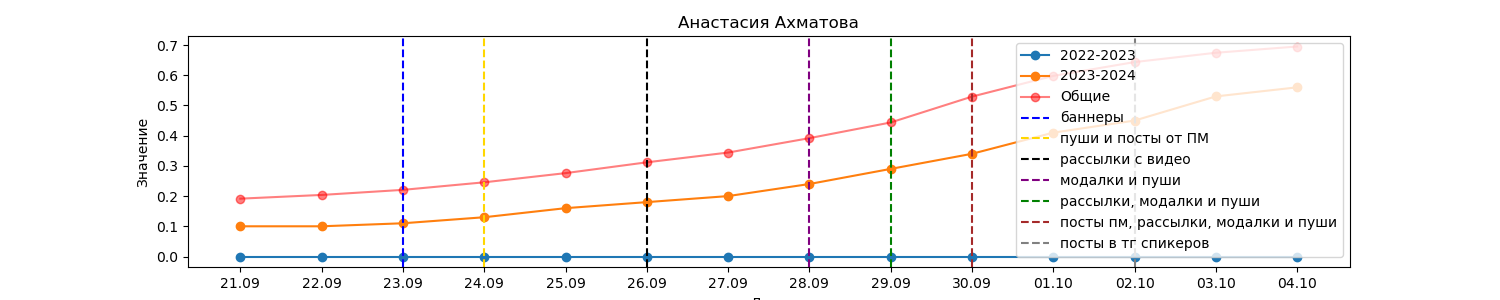 Анастасия Ахматова
Значение
0.7
0.6
0.5
0.4
0.3
0.2
0.1
0.0
2022-2023
2023-2024
Общие
баннеры
пуши и посты от ПМ
рассылки с видео
модалки и пуши
рассылки, модалки и пуши
посты пм, рассылки, модалки и пуши
посты в тг спикеров
21.09 22.09 23.09 24.09 25.09 26.09 27.09 28.09 29.09 30.09 01.10 02.10 03.10 04.10